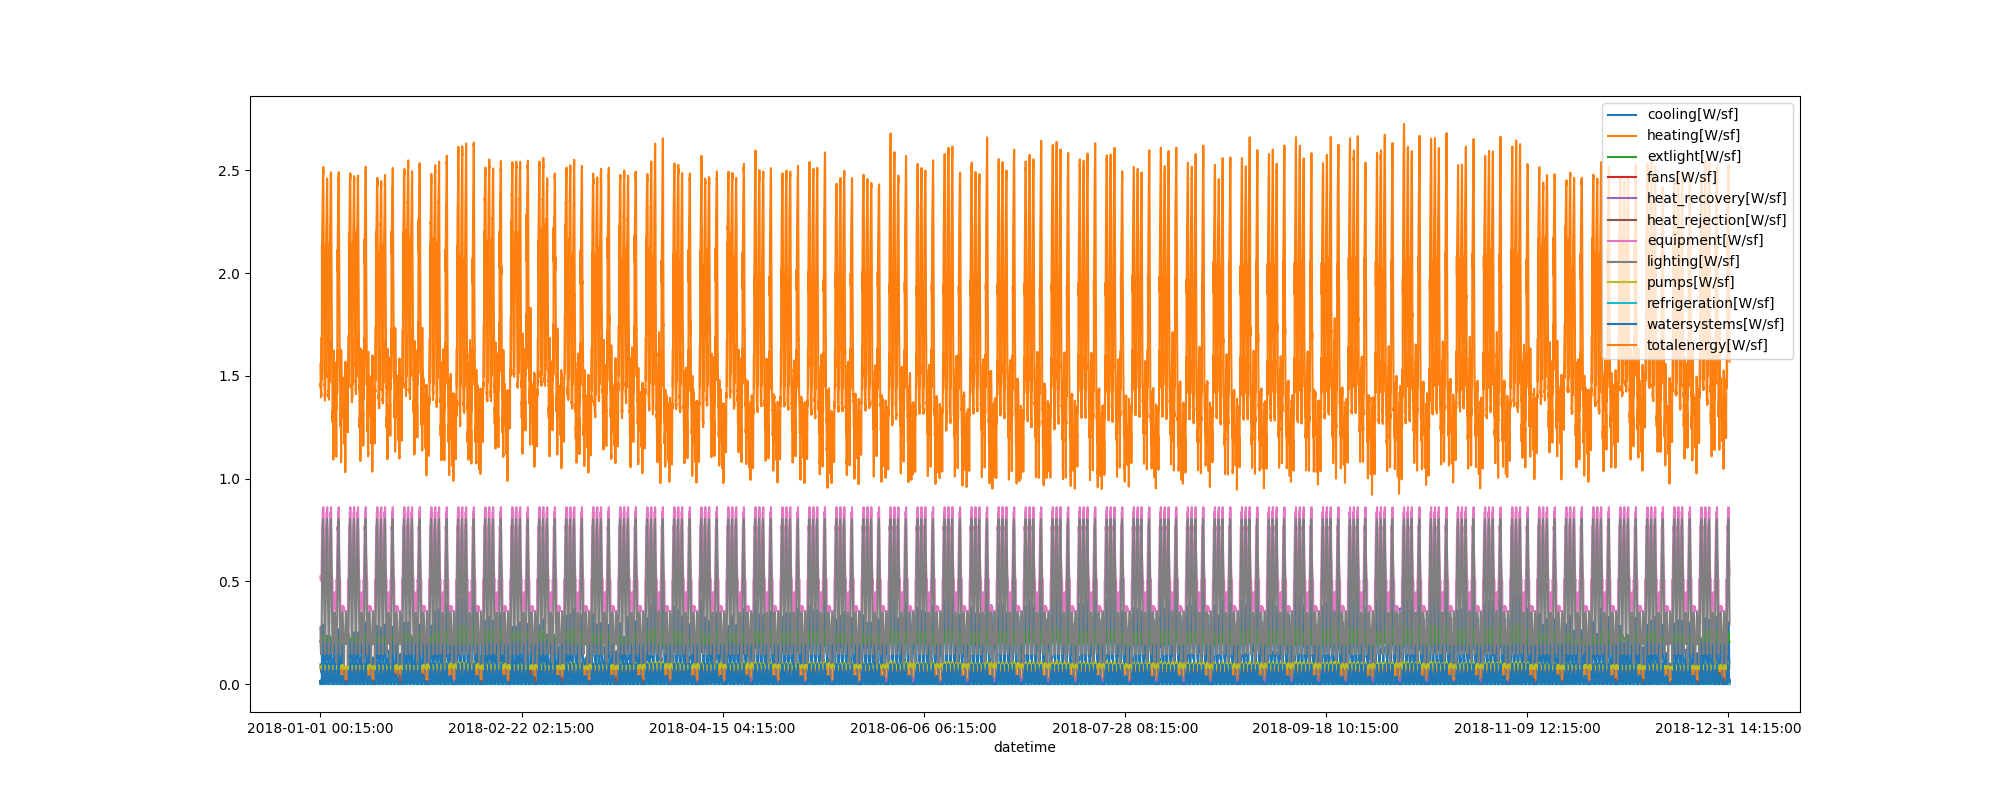 2.5
2.0
1.5
1.0
0.5
0.0
cooling[W/sf]
heating[W/sf]
extlight[W/sf]
fans[W/sf]
heat_recovery[W/sf]
heat_rejection[W/sf]
equipment[W/sf]
lighting[W/sf]
pumps[W/sf]
refrigeration[W/sf]
watersystems[W/sf]
totalenergy[W/sf]
2018-01-01 00:15:00 2018-02-22 02:15:00 2018-04-15 04:15:00 2018-06-06 06:15:00 2018-07-28 08:15:00 2018-09-18 10:15:00 2018-11-09 12:15:00 2018-12-31 14:15:00
datetime